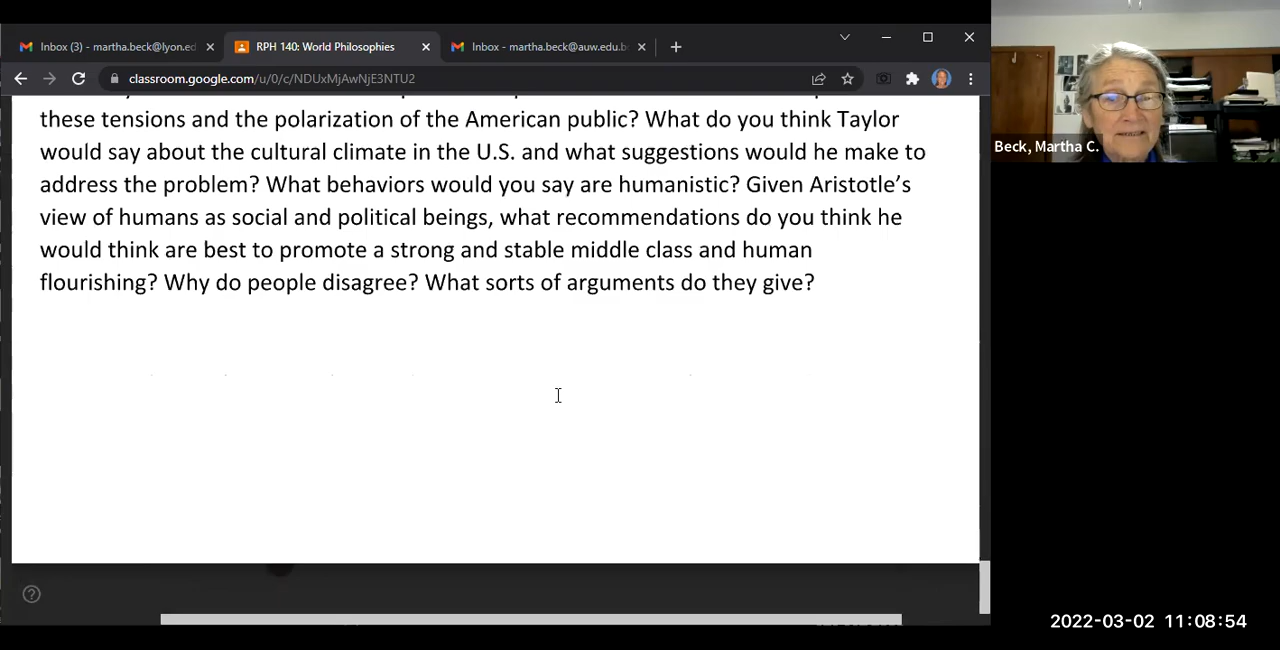 Inbox (3) - martha.beck@lyon.ed
RPH 140: World Philosophies
Inbox - martha.beck@auw.edu.b
classroom.google.com/u/0/c/NDUxMjAwNjE3NTU2
these tensions and the polarization of the American public? What do you think Taylor
would say about the cultural climate in the U.S. and what suggestions would he make to
address the problem? What behaviors would you say are humanistic? Given Aristotle’s
view of humans as social and political beings, what recommendations do you think he
would think are best to promote a strong and stable middle class and human
flourishing? Why do people disagree? What sorts of arguments do they give?
Beck, Martha C.
2022-03-02 11:08:54